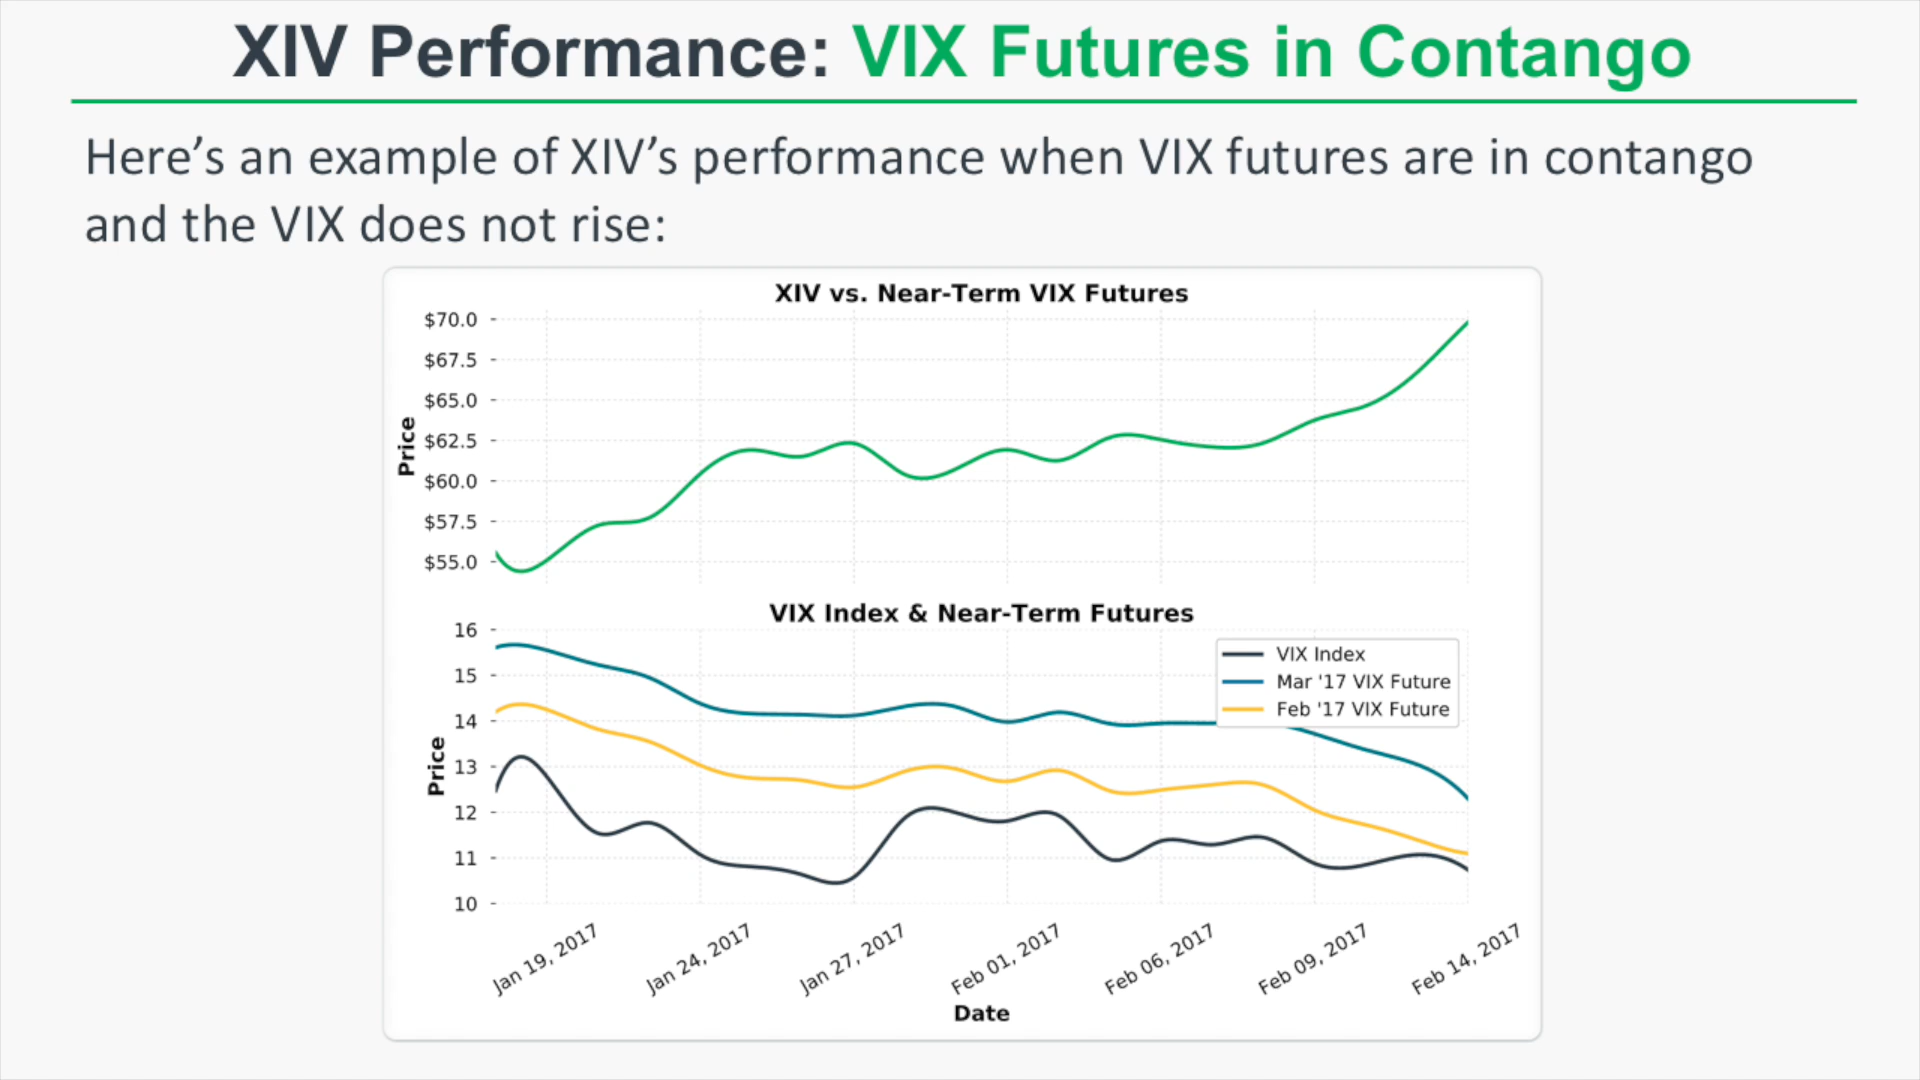 XIV Performance: VIX Futures in Contango
Here’s an example of XIV’s performance when VIX futures are in contango
and the VIX does not rise:
XIV vs. Near-Term VIX Futures
$70.0
$67.5
$65.0
$62.5
$60.0
$57.5
$55.0
Price
VIX Index & Near-Term Futures
16
15
14
13
12
11
10
Price
VIX Index
Mar '17 VIX Future
Feb '17 VIX Future
Jan 19, 2017
Jan 24, 2017
Jan 27, 2017
Feb 01, 2017
Feb 06, 2017
Feb 09, 2017
Feb 14, 2017
Date